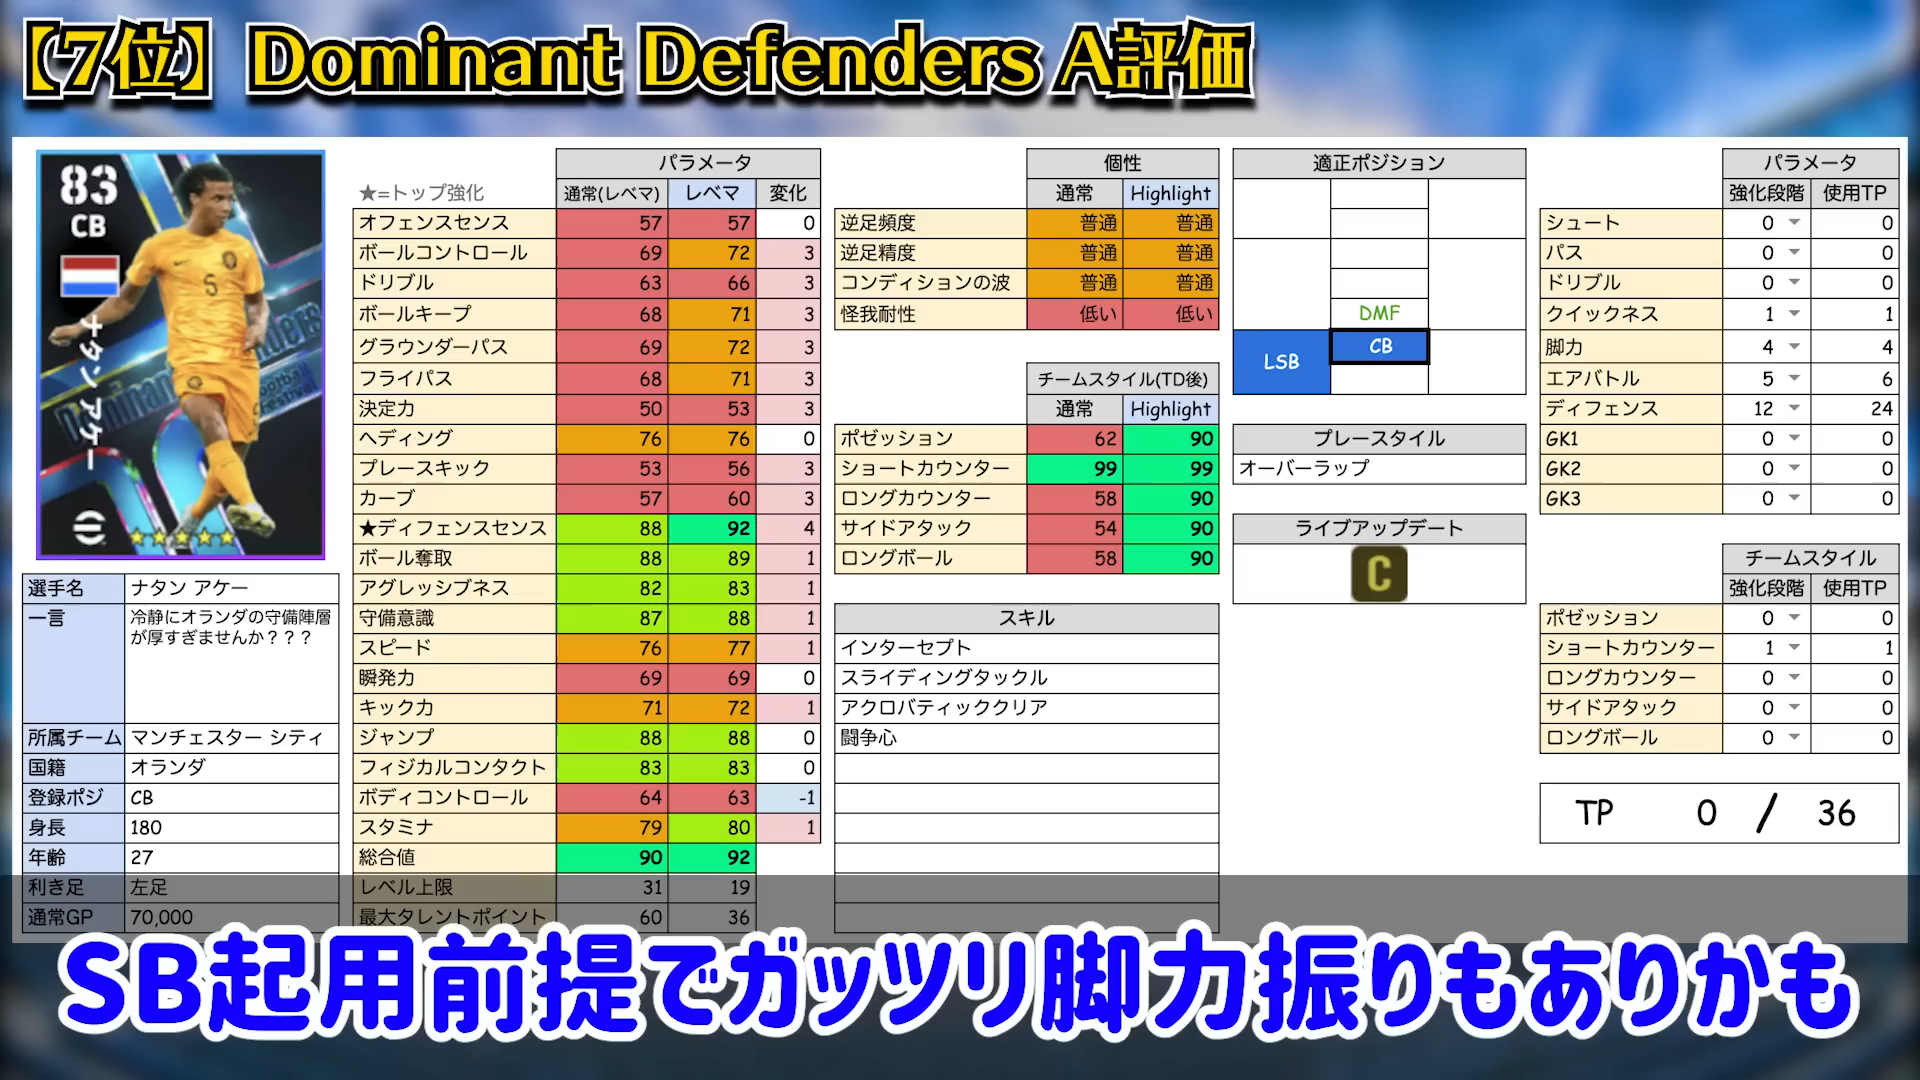 【7位】 Dominant Defenders A評価
83
CB
5
ナタン アケー
選手名 ナタン アケー
一言 冷静にオランダの守備陣層
が厚すぎませんか？？？
所属チーム マンチェスター シティ
国籍 オランダ
登録ポジ CB
身長 180
年齢 27
利き足 左足
通常GP 70,000
パラメータ
★=トップ強化 通常(レベマ) レベマ 変化
オフェンスセンス 57 57 0
ボールコントロール 69 72 3
ドリブル 63 66 3
ボールキープ 68 71 3
グラウンダーパス 69 72 3
フライパス 68 71 3
決定力 50 53 3
ヘディング 76 76 0
プレースキック 53 56 3
カーブ 57 60 3
★ディフェンスセンス 88 92 4
ボール奪取 88 89 1
アグレッシブネス 82 83 1
守備意識 87 88 1
スピード 76 77 1
瞬発力 69 69 0
キック力 71 72 1
ジャンプ 88 88 0
フィジカルコンタクト 83 83 0
ボディコントロール 64 63 -1
スタミナ 79 80 1
総合値 90 92
レベル上限 31 19
最大タレントポイント 60 36
個性
通常 Highlight
逆足頻度 普通 普通
逆足精度 普通 普通
コンディションの波 普通 普通
怪我耐性 低い 低い
チームスタイル(TD後)
通常 Highlight
ポゼッション 62 90
ショートカウンター 99 99
ロングカウンター 58 90
サイドアタック 54 90
ロングボール 58 90
スキル
インターセプト
スライディングタックル
アクロバティッククリア
闘争心
適正ポジション
DMF
LSB CB
プレースタイル
オーバーラップ
ライブアップデート
C
パラメータ
強化段階 使用TP
シュート 0 0
パス 0 0
ドリブル 0 0
クイックネス 1 1
脚力 4 4
エアバトル 5 6
ディフェンス 12 24
GK1 0 0
GK2 0 0
GK3 0 0
チームスタイル
強化段階 使用TP
ポゼッション 0 0
ショートカウンター 1 1
ロングカウンター 0 0
サイドアタック 0 0
ロングボール 0 0
TP 0 / 36
SB起用前提でガッツリ脚力振りもありかも